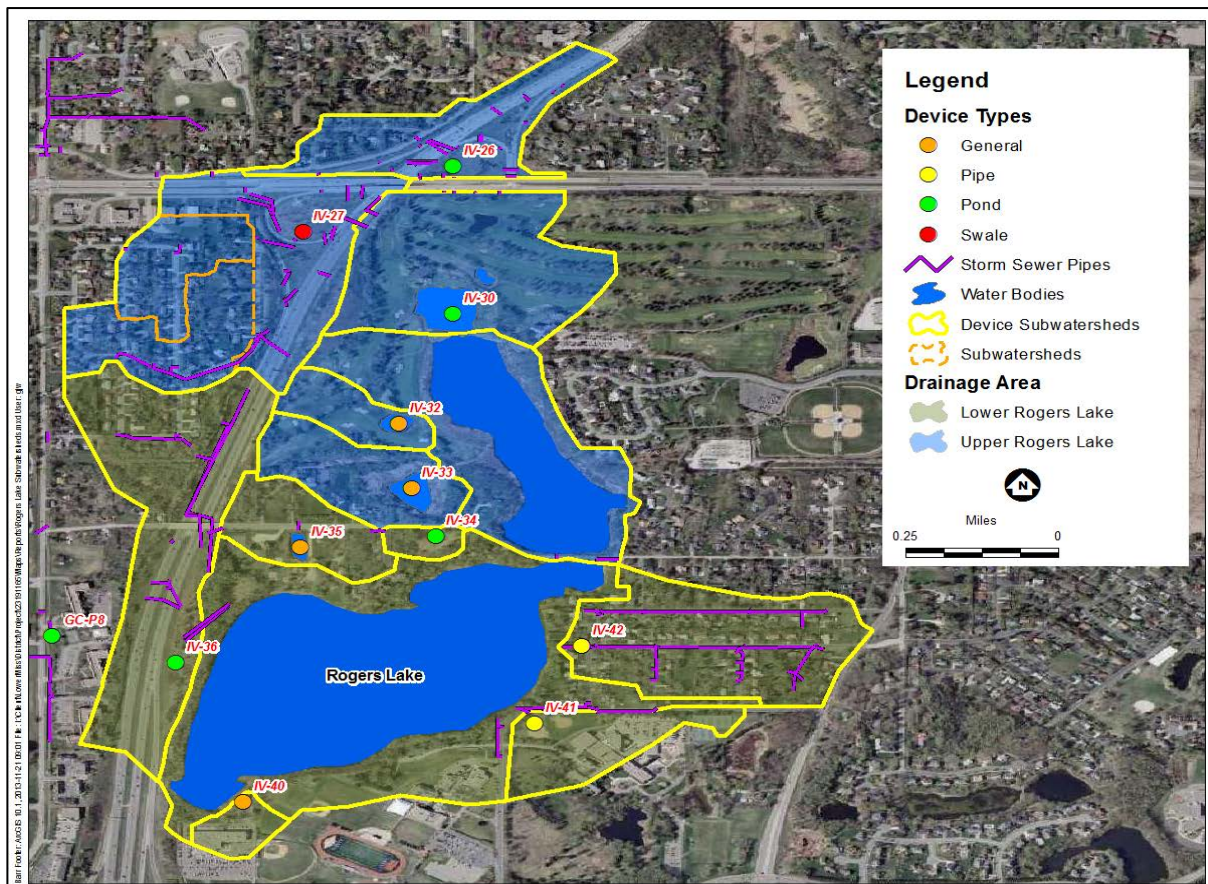 Legend
Device Types
General
Pipe
Pond
Swale
Storm Sewer Pipes
Water Bodies
Device Subwatersheds
Subwatersheds
Drainage Area
Lower Rogers Lake
Upper Rogers Lake
N
Miles
0.25 0
IV-26
IV-27
IV-30
IV-32
IV-33
IV-34
IV-35
GC-P8
IV-36
IV-42
Rogers Lake
IV-41
IV-40